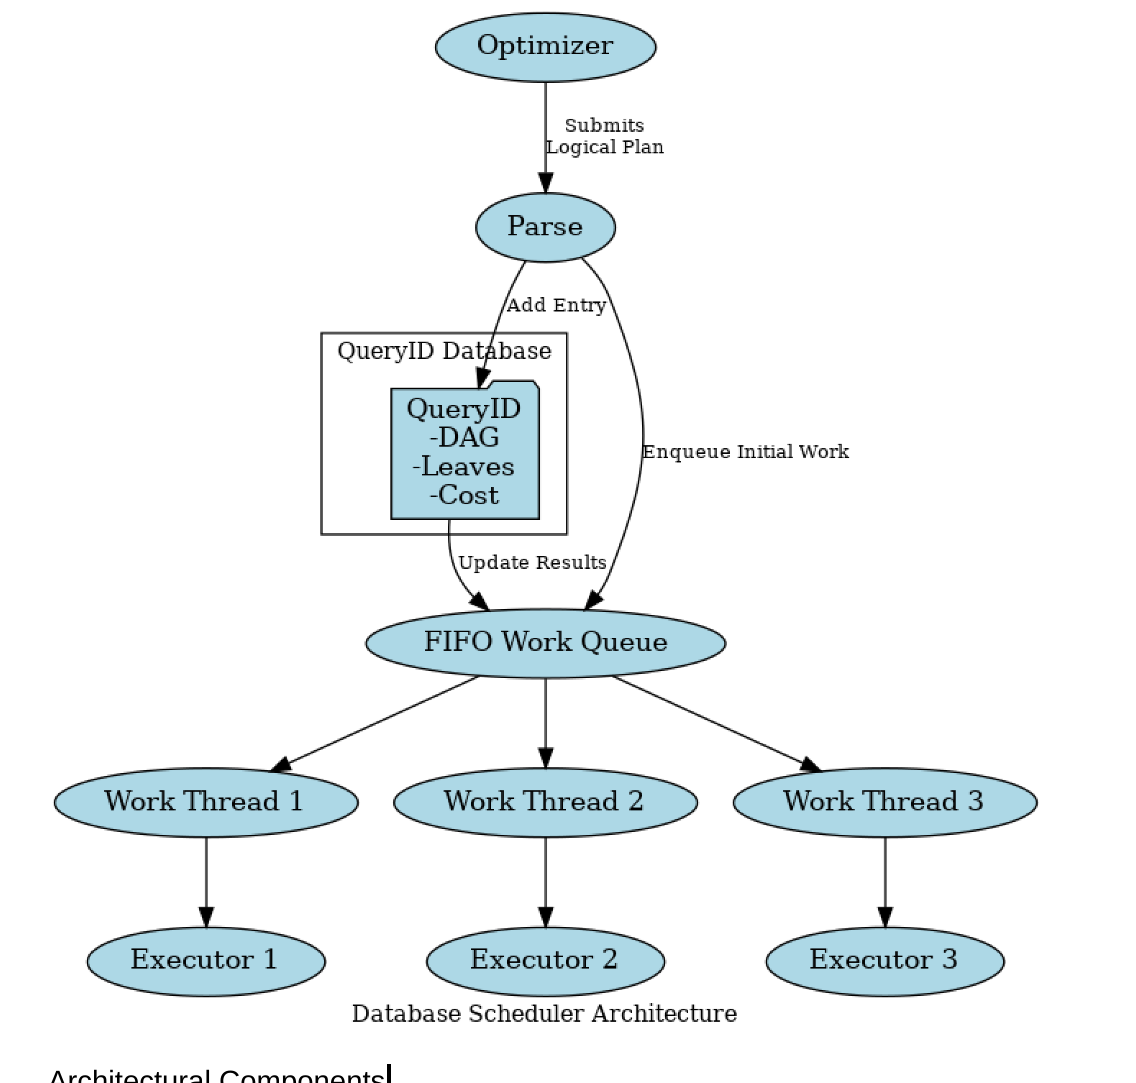 Optimizer
Submits
Logical Plan
Parse
Add Entry
QueryID Database
QueryID
-DAG
-Leaves
-Cost
Enqueue Initial Work
Update Results
FIFO Work Queue
Work Thread 1
Work Thread 2
Work Thread 3
Executor 1
Executor 2
Executor 3
Database Scheduler Architecture
Architectural Components